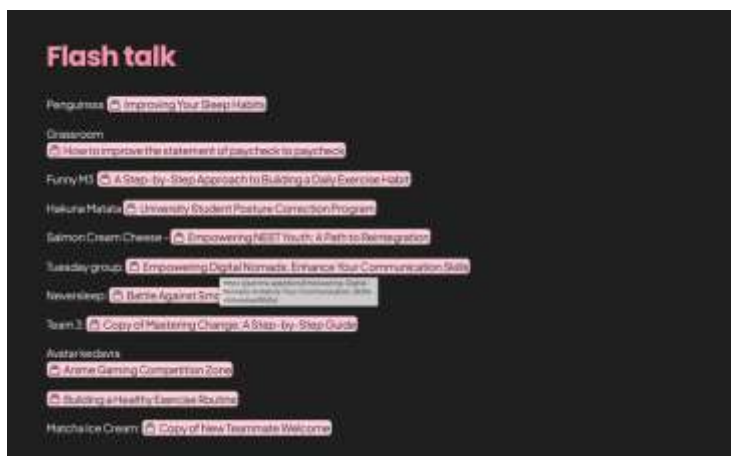 Flash talk
Improving Your Sleep Habits
How to improve the statement of paycheck to paycheck
Funny M3 A Step-by-Step Approach to Building a Daily Exercise Habit
Hakuna Matata University Student Posture Correction Program
Salmon Cream Cheese - Empowering NEET Youth: A Path to Reintegration
Tuesday group: Empowering Digital Nomads: Enhance Your Communication Skills
Neversleep: Battle Against
Team 3: Copy of Mastering Change: A Step-by-Step Guide
Anime Gaming Competition Zone
Building a Healthy Exercise Routine
Matcha Ice Cream: Copy of New Teammate Welcome